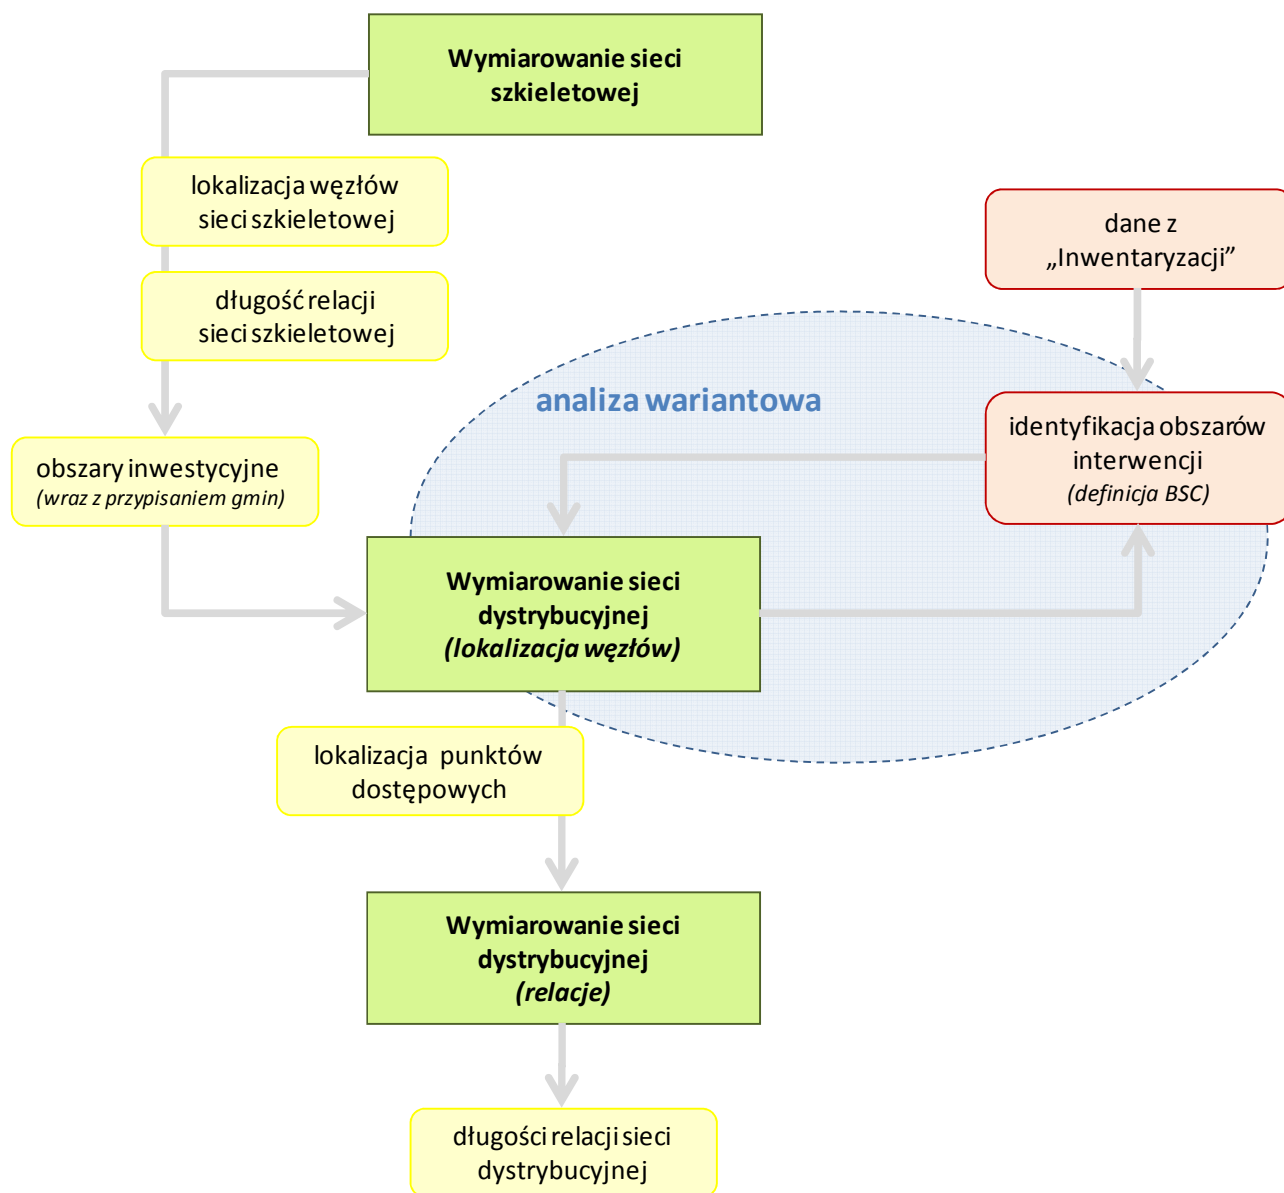 Wymiarowanie sieci
szkieletowej
lokalizacja węzłów
sieci szkieletowej
dane z
„Inwentaryzacji”
długość relacji
sieci szkieletowej
analiza wariantowa
identyfikacja obszarów
interwencji
(definicja BSC)
obszary inwestycyjne
(wraz z przypisaniem gmin)
Wymiarowanie sieci
dystrybucyjnej
(lokalizacja węzłów)
lokalizacja punktów
dostępowych
Wymiarowanie sieci
dystrybucyjnej
(relacje)
długości relacji sieci
dystrybucyjnej